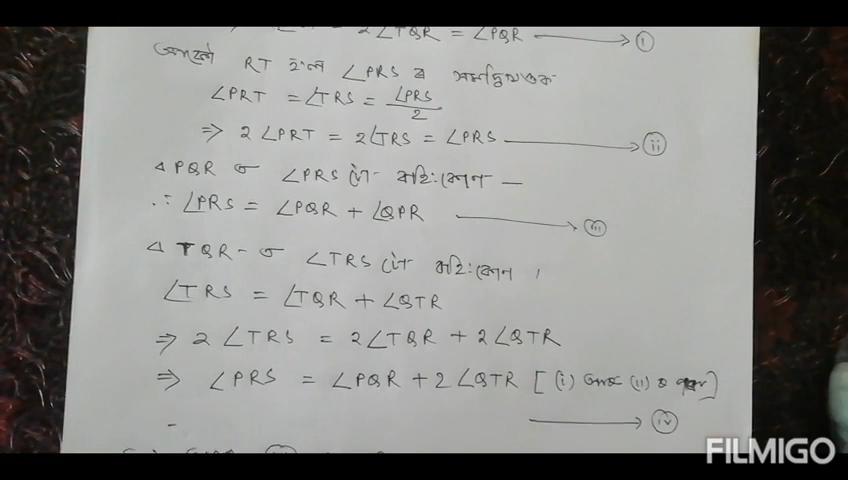 2∠TQR = ∠PQR ⟶ (i)
RT হ'ল ∠PRS ৰ সমদ্বিখণ্ডক
∠PRT = ∠TRS = ∠PRS/2
⇒ 2∠PRT = 2∠TRS = ∠PRS ⟶ (ii)
△PQR ত ∠PRS টো বহিঃকোণ —
∴ ∠PRS = ∠PQR + ∠QPR ⟶ (iii)
△TQR - ত ∠TRS টো বহিঃকোণ ।
∠TRS = ∠TQR + ∠QTR
⇒ 2∠TRS = 2∠TQR + 2∠QTR
⇒ ∠PRS = ∠PQR + 2∠QTR [(i) আৰু (ii) ৰ পৰা]
⟶ (iv)
FILMIGO